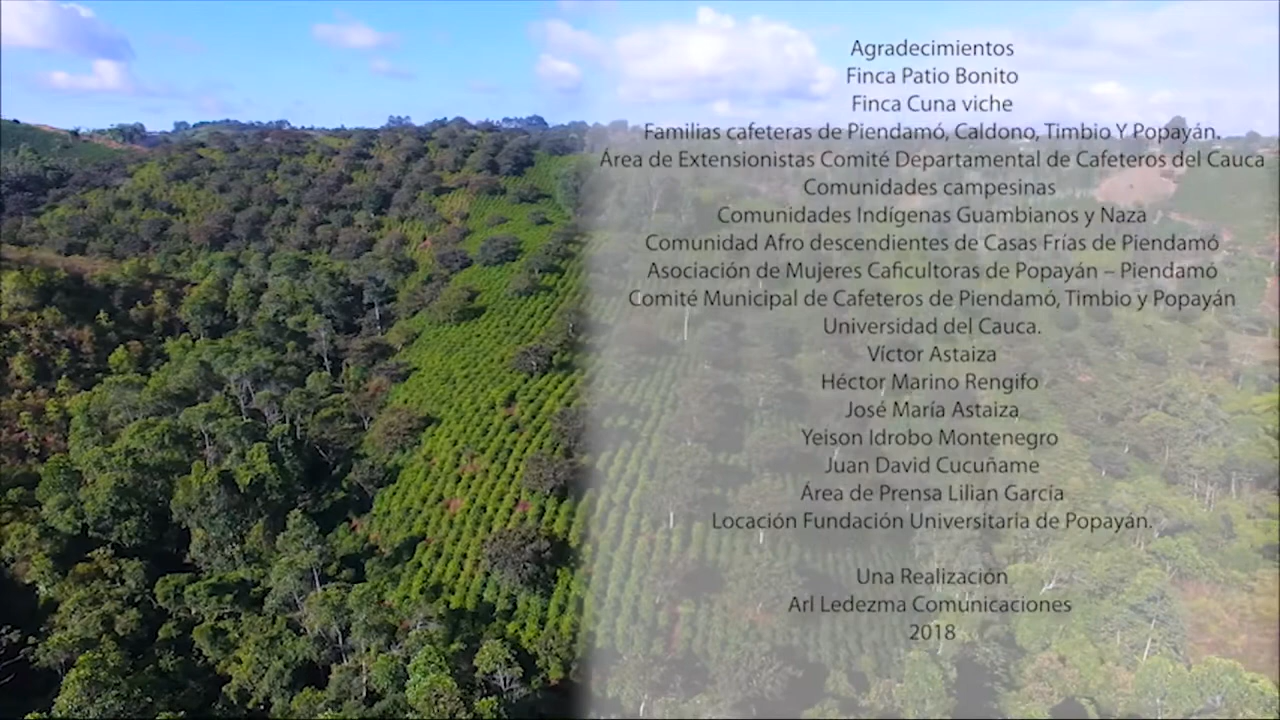 Agradecimientos
Finca Patio Bonito
Finca Cuna viche
Familias cafeteras de Piendamó, Caldono, Timbio Y Popayán.
Área de Extensionistas Comité Departamental de Cafeteros del Cauca
Comunidades campesinas
Comunidades Indígenas Guambianos y Naza
Comunidad Afro descendientes de Casas Frías de Piendamó
Asociación de Mujeres Caficultoras de Popayán – Piendamó
Comité Municipal de Cafeteros de Piendamó, Timbio y Popayán
Universidad del Cauca.
Víctor Astaiza
Héctor Marino Rengifo
José María Astaiza
Yeison Idrobo Montenegro
Juan David Cucuñame
Área de Prensa Lilian García
Locación Fundación Universitaria de Popayán.
Una Realización
Arl Ledezma Comunicaciones
2018